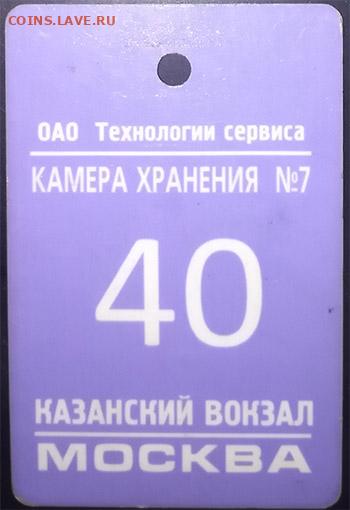 COINS.LAVE.RU
ОАО Технологии сервиса
КАМЕРА ХРАНЕНИЯ №7
40
КАЗАНСКИЙ ВОКЗАЛ
МОСКВА